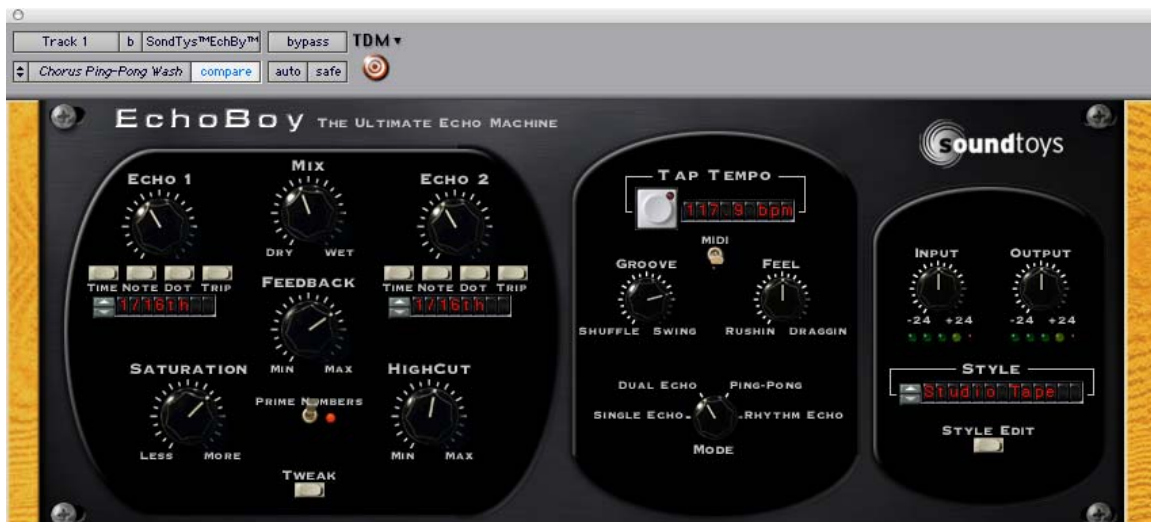 Track 1 b SondTys™EchBy™ bypass TDM
Chorus Ping-Pong Wash compare auto safe
EchoBoy The Ultimate Echo Machine
soundtoys
Echo 1
Mix
Echo 2
Dry Wet
Time Note Dot Trip
Time Note Dot Trip
1/16th
1/16th
Feedback
Min Max
Saturation
Less More
Prime Numbers
HighCut
Min Max
Tweak
Tap Tempo
117.9 bpm
MIDI
Groove
Shuffle Swing
Feel
Rushin Draggin
Dual Echo Ping-Pong
Single Echo Rhythm Echo
Mode
Input Output
-24 +24 -24 +24
Style
Studio Tape
Style Edit